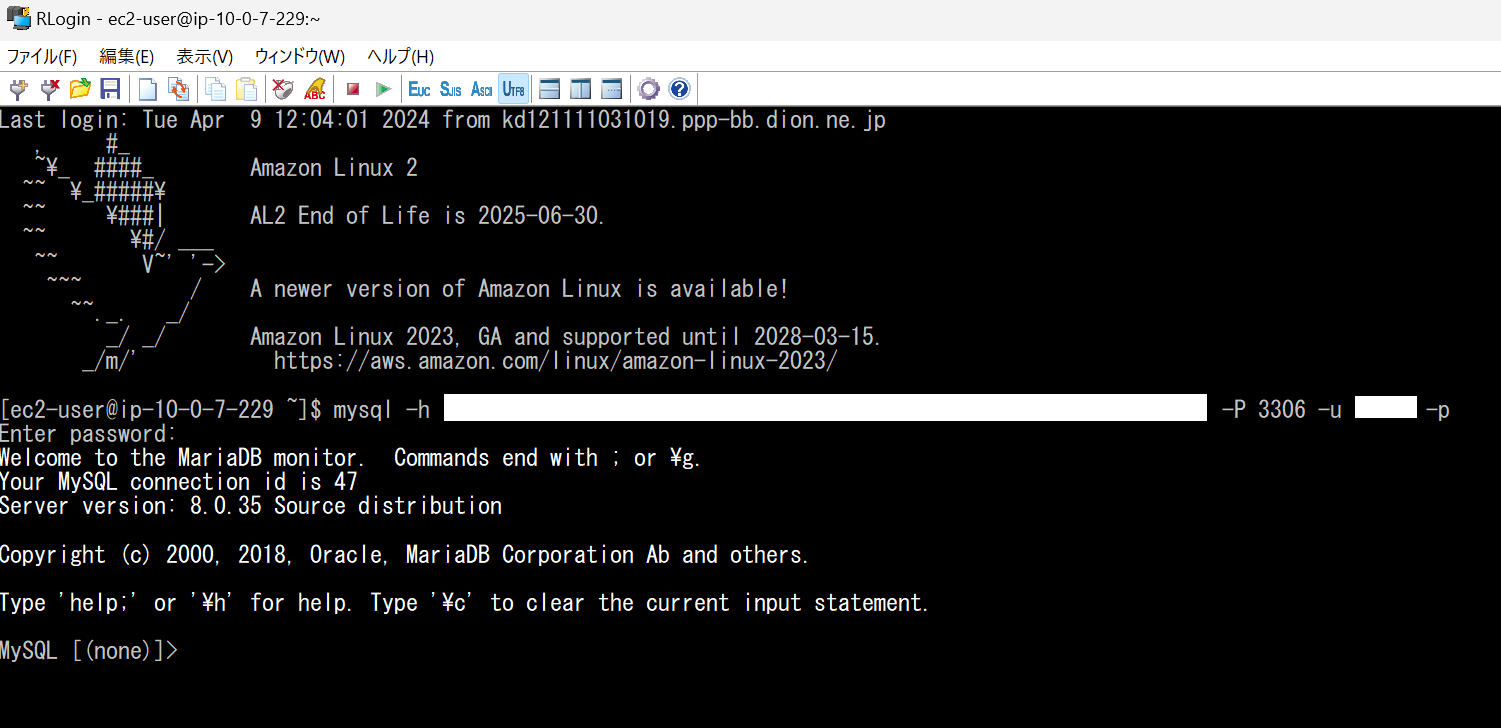 RLogin - ec2-user@ip-10-0-7-229:~
ファイル(F) 編集(E) 表示(V) ウィンドウ(W) ヘルプ(H)
ABC EUC SJIS ASCII UTF8
Last login: Tue Apr  9 12:04:01 2024 from kd121111031019.ppp-bb.dion.ne.jp
   ,     #_
   ~¥_  ####_        Amazon Linux 2
  ~~  ¥_#####¥
  ~~     ¥###|       AL2 End of Life is 2025-06-30.
  ~~       ¥#/ ___
   ~~       V~' '->
    ~~~         /    A newer version of Amazon Linux is available!
      ~~._.   _/
         _/ _/       Amazon Linux 2023, GA and supported until 2028-03-15.
       _/m/'           https://aws.amazon.com/linux/amazon-linux-2023/
[ec2-user@ip-10-0-7-229 ~]$ mysql -h -P 3306 -u -p
Enter password:
Welcome to the MariaDB monitor.  Commands end with ; or ¥g.
Your MySQL connection id is 47
Server version: 8.0.35 Source distribution
Copyright (c) 2000, 2018, Oracle, MariaDB Corporation Ab and others.
Type 'help;' or '¥h' for help. Type '¥c' to clear the current input statement.
MySQL [(none)]>